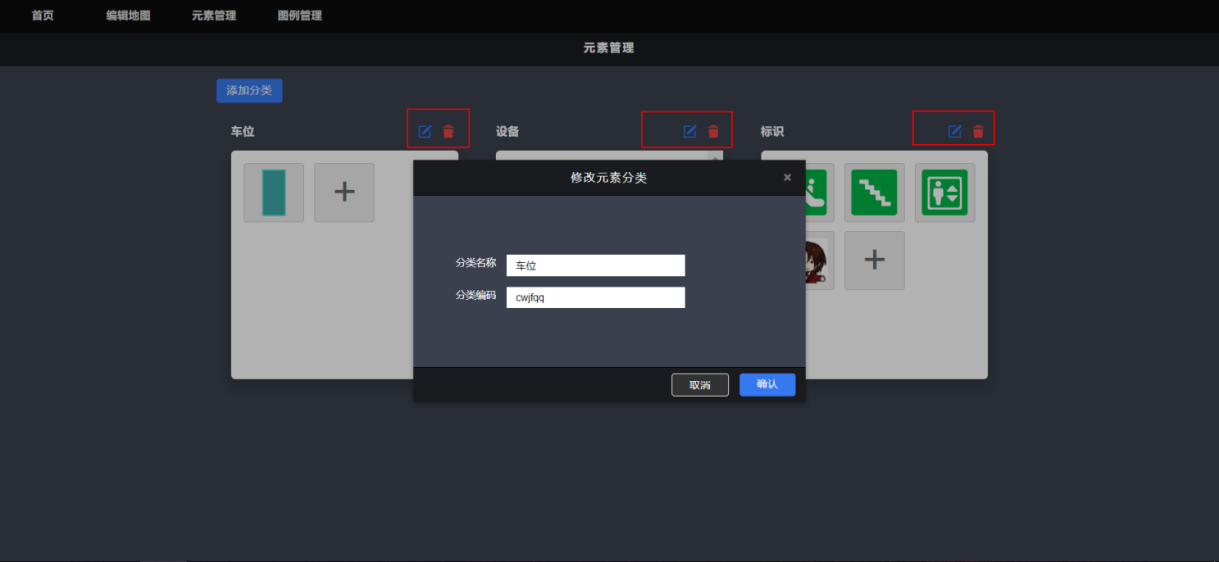 首页 编辑地图 元素管理 图例管理
元素管理
添加分类
车位 设备 标识
修改元素分类
分类名称 车位
分类编码 cwjfqq
取消 确认